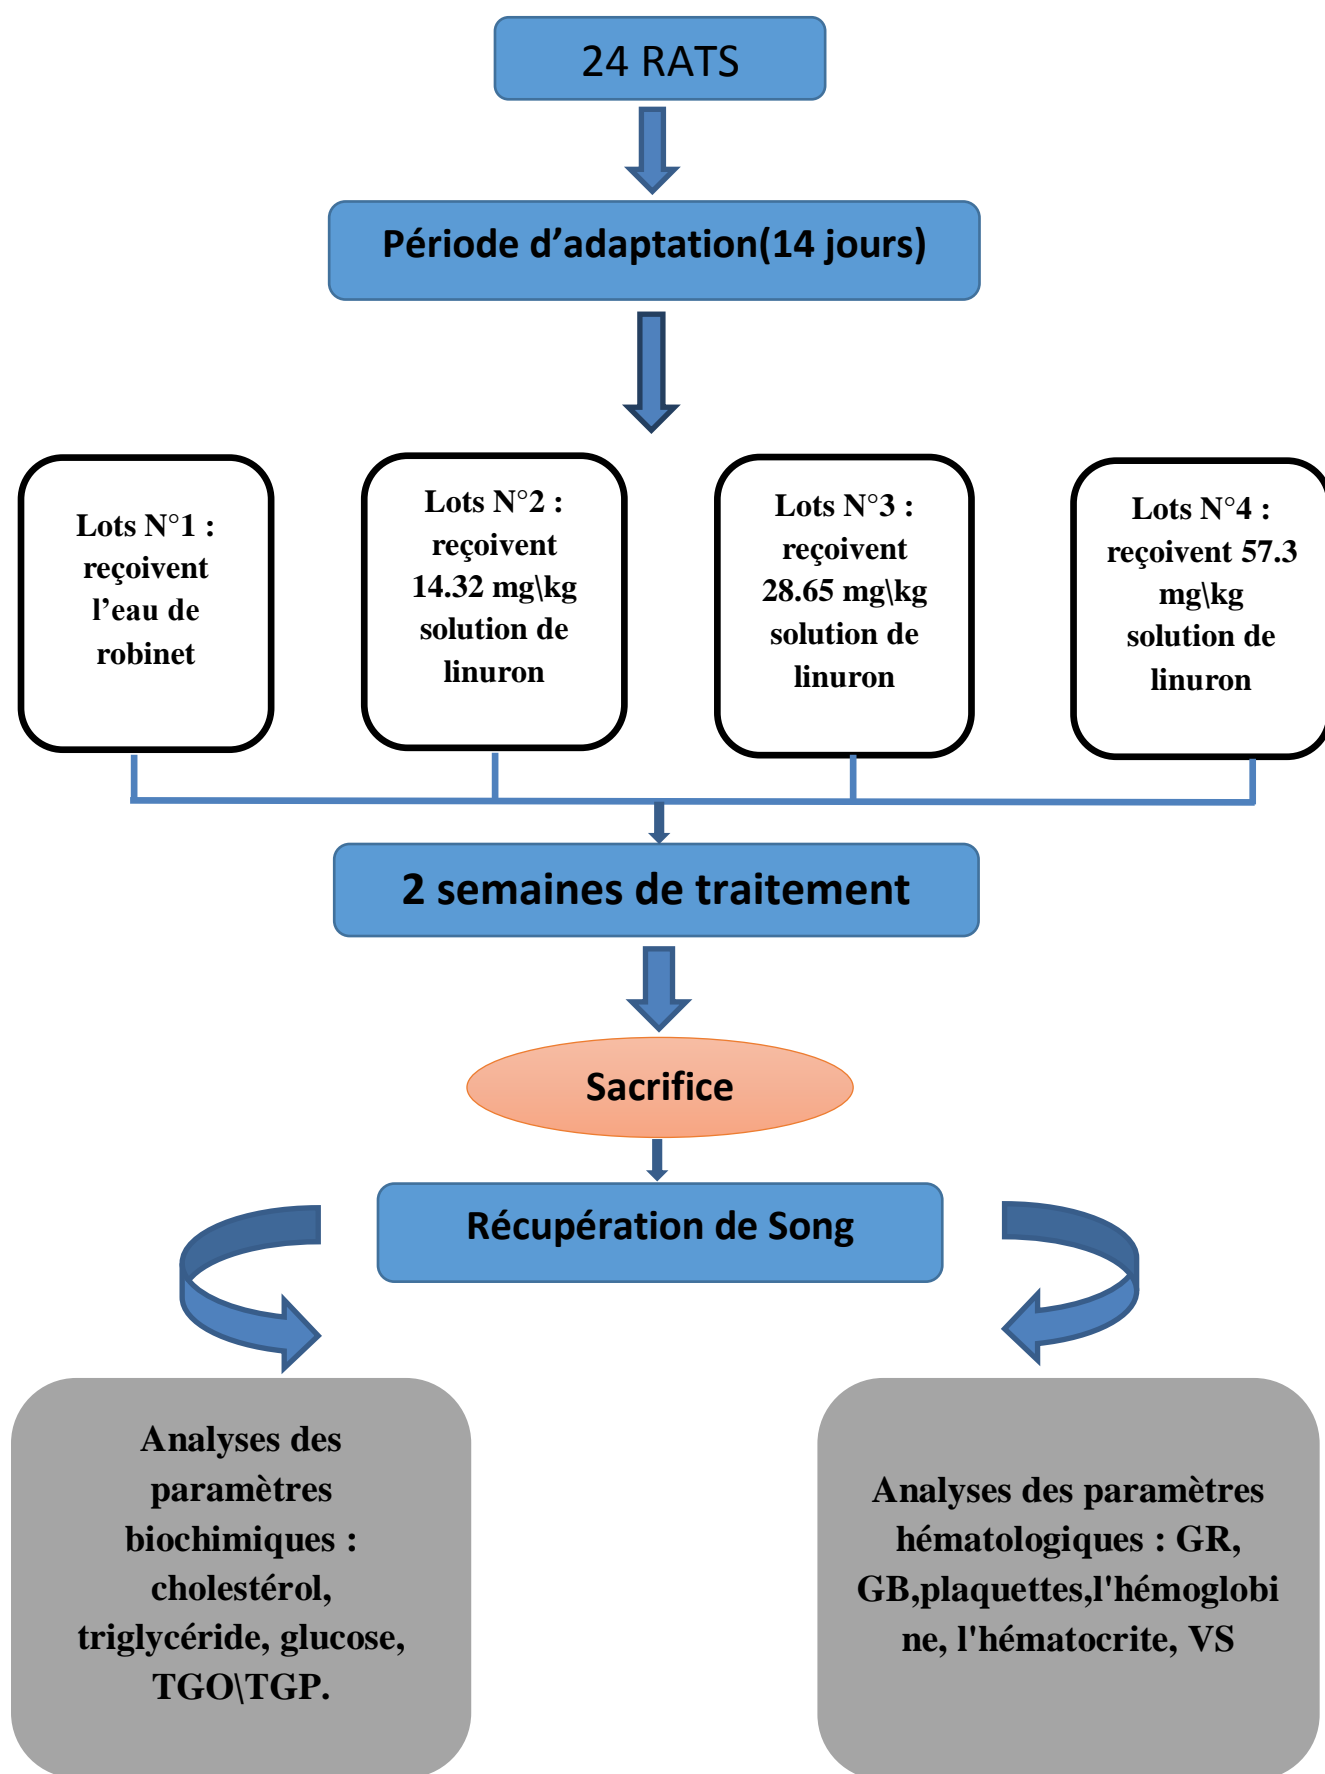 24 RATS
Période d’adaptation(14 jours)
Lots N°1 :
reçoivent
l’eau de
robinet
Lots N°2 :
reçoivent
14.32 mg\kg
solution de
linuron
Lots N°3 :
reçoivent
28.65 mg\kg
solution de
linuron
Lots N°4 :
reçoivent 57.3
mg\kg
solution de
linuron
2 semaines de traitement
Sacrifice
Récupération de Song
Analyses des
paramètres
biochimiques :
cholestérol,
triglycéride, glucose,
TGO\TGP.
Analyses des paramètres
hématologiques : GR,
GB,plaquettes,l'hémoglobi
ne, l'hématocrite, VS